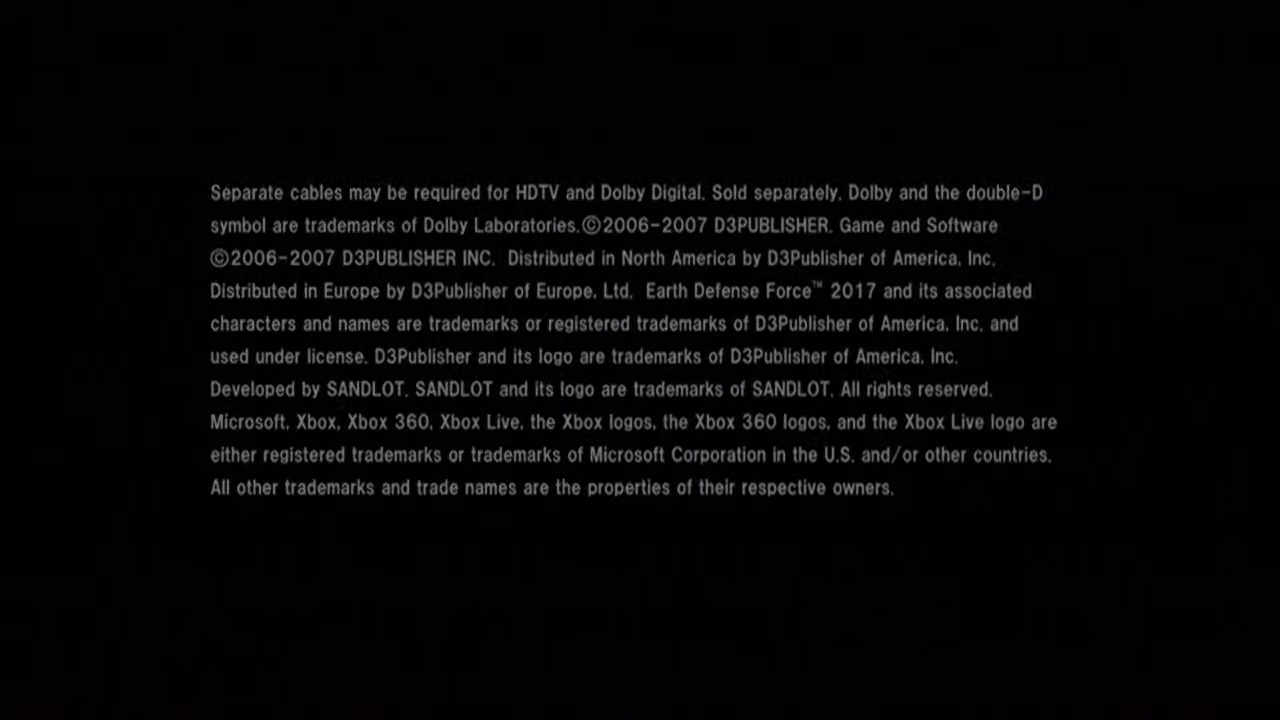 Separate cables may be required for HDTV and Dolby Digital. Sold separately. Dolby and the double-D
symbol are trademarks of Dolby Laboratories.©2006-2007 D3PUBLISHER. Game and Software
©2006-2007 D3PUBLISHER INC. Distributed in North America by D3Publisher of America, Inc.
Distributed in Europe by D3Publisher of Europe, Ltd. Earth Defense Force™ 2017 and its associated
characters and names are trademarks or registered trademarks of D3Publisher of America, Inc. and
used under license. D3Publisher and its logo are trademarks of D3Publisher of America, Inc.
Developed by SANDLOT. SANDLOT and its logo are trademarks of SANDLOT. All rights reserved.
Microsoft, Xbox, Xbox 360, Xbox Live, the Xbox logos, the Xbox 360 logos, and the Xbox Live logo are
either registered trademarks or trademarks of Microsoft Corporation in the U.S. and/or other countries.
All other trademarks and trade names are the properties of their respective owners.